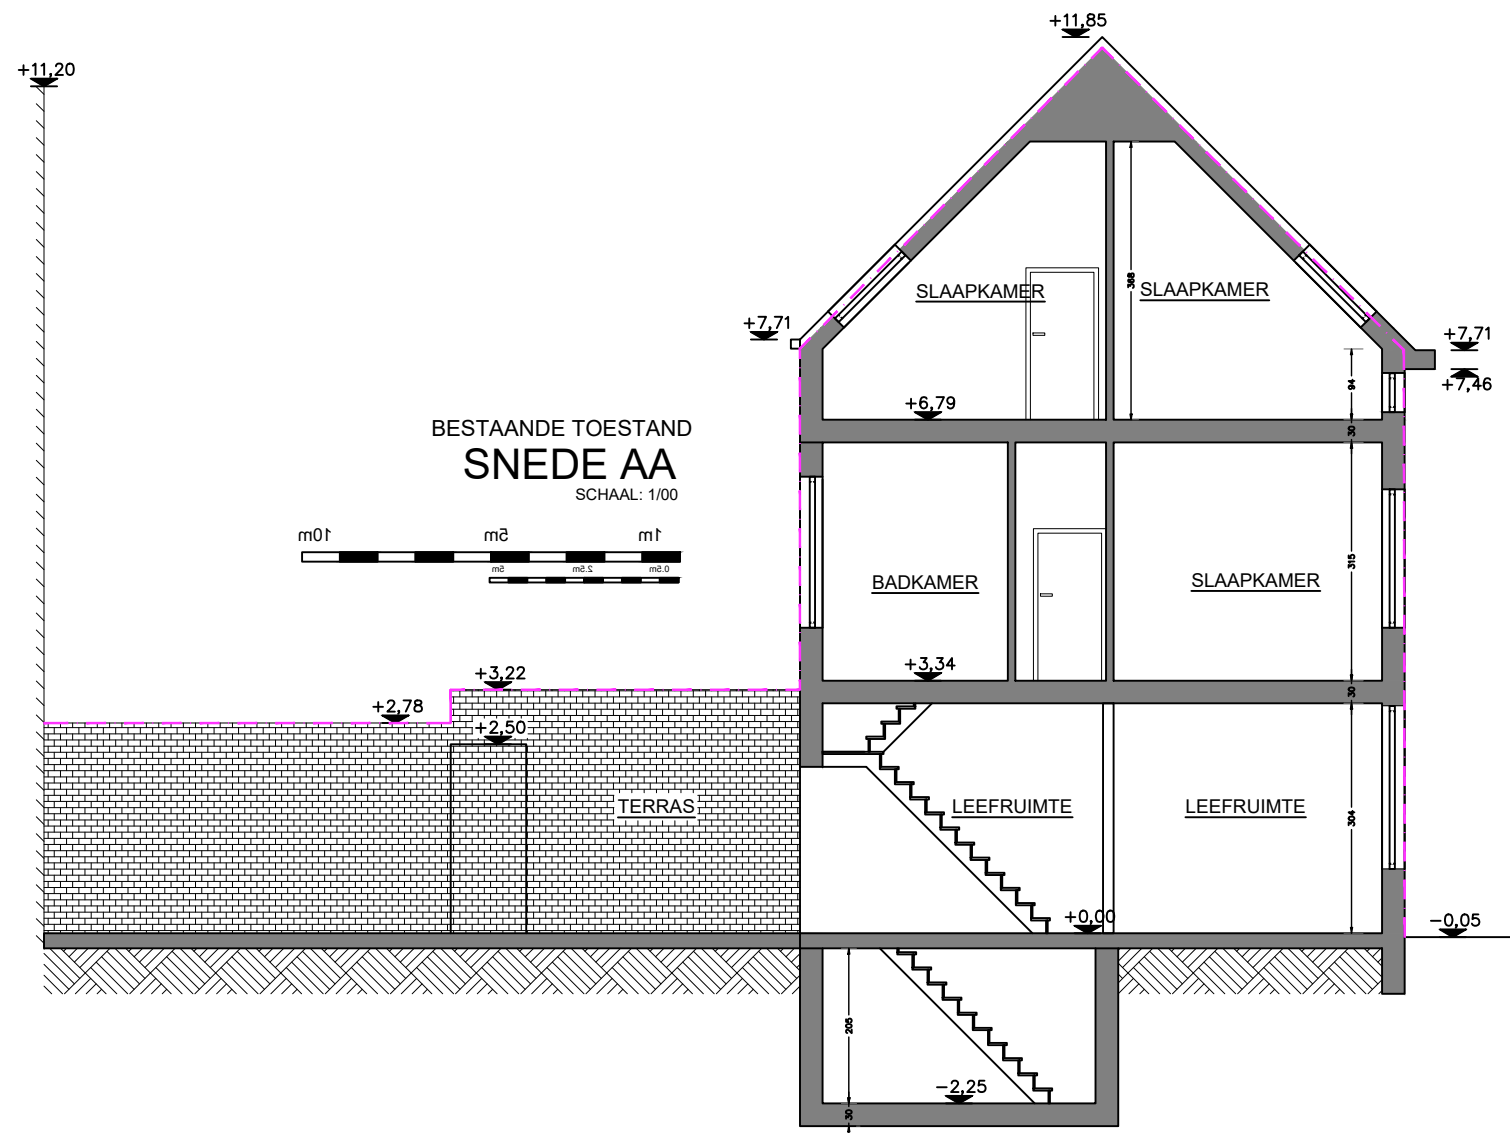 +11,85
+11,20
+7,71
+7,71
+7,46
SLAAPKAMER
SLAAPKAMER
368
94
+6,79
30
BESTAANDE TOESTAND
SNEDE AA
SCHAAL: 1/00
10m 5m 1m
5m 2.5m 0.5m
BADKAMER
SLAAPKAMER
315
+3,34
30
+3,22
+2,78
+2,50
TERRAS
LEEFRUIMTE
LEEFRUIMTE
304
+0,00
-0,05
205
-2,25
30